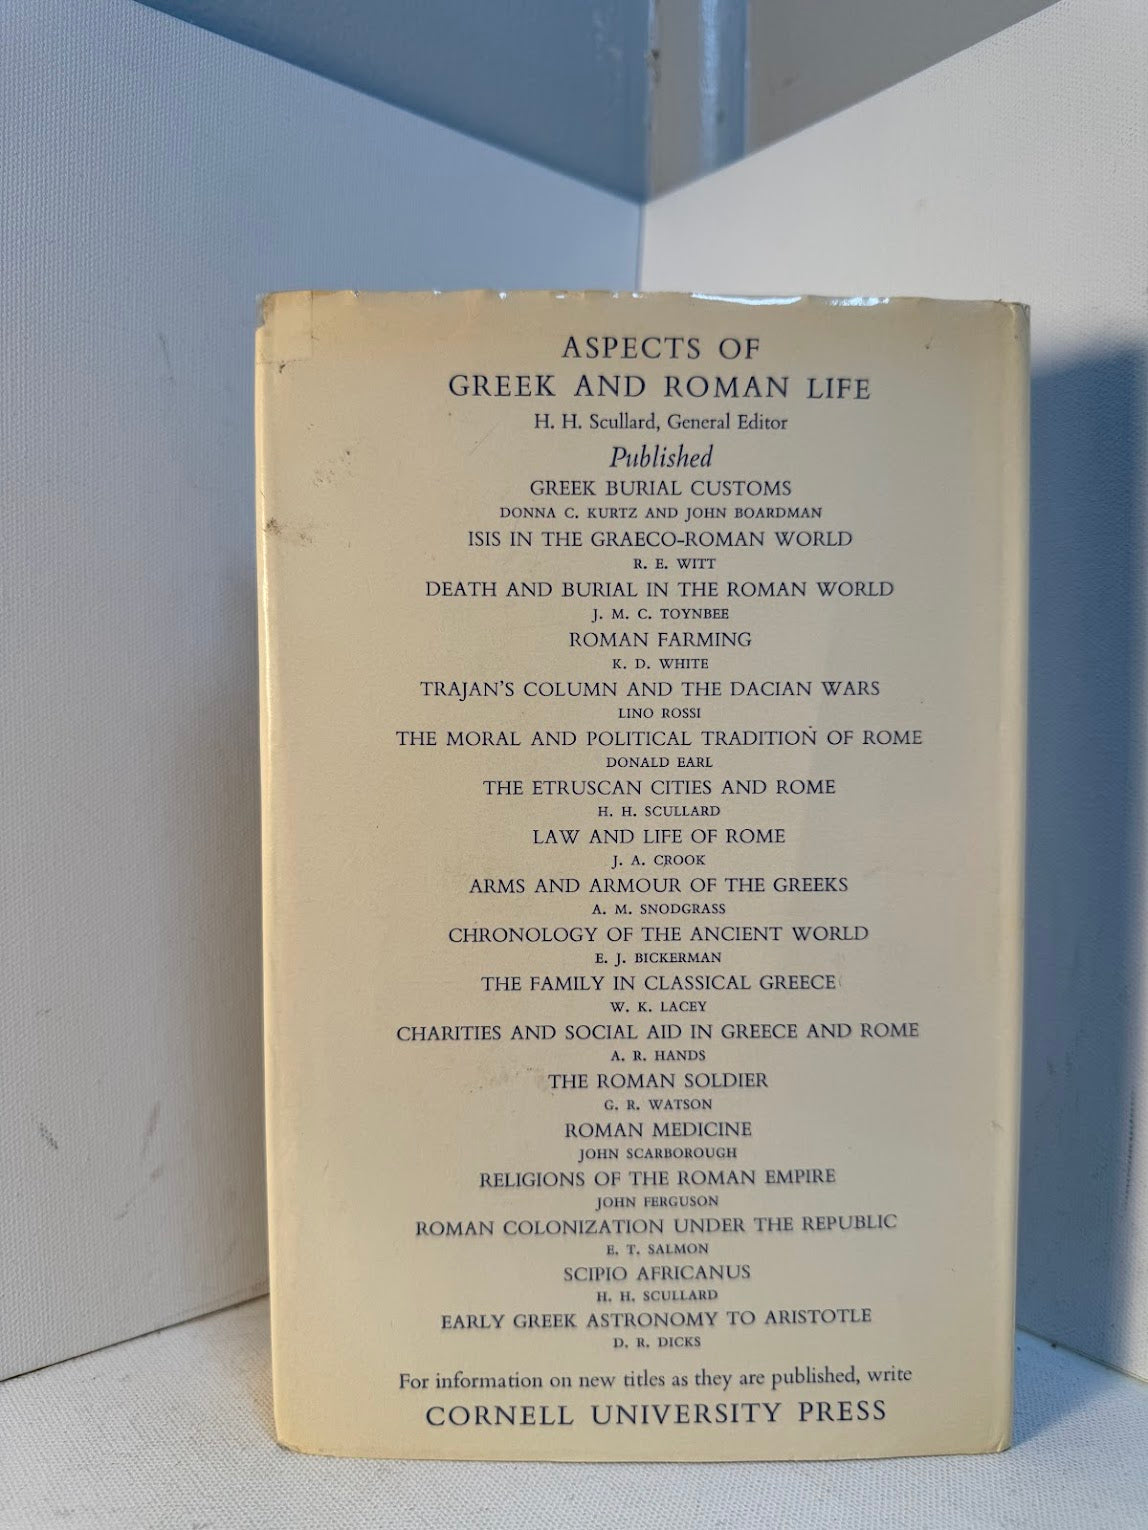 ASPECTS OF
GREEK AND ROMAN LIFE
H. H. Scullard, General Editor
Published
GREEK BURIAL CUSTOMS
DONNA C. KURTZ AND JOHN BOARDMAN
ISIS IN THE GRAECO-ROMAN WORLD
R. E. WITT
DEATH AND BURIAL IN THE ROMAN WORLD
J. M. C. TOYNBEE
ROMAN FARMING
K. D. WHITE
TRAJAN'S COLUMN AND THE DACIAN WARS
LINO ROSSI
THE MORAL AND POLITICAL TRADITION OF ROME
DONALD EARL
THE ETRUSCAN CITIES AND ROME
H. H. SCULLARD
LAW AND LIFE OF ROME
J. A. CROOK
ARMS AND ARMOUR OF THE GREEKS
A. M. SNODGRASS
CHRONOLOGY OF THE ANCIENT WORLD
E. J. BICKERMAN
THE FAMILY IN CLASSICAL GREECE
W. K. LACEY
CHARITIES AND SOCIAL AID IN GREECE AND ROME
A. R. HANDS
THE ROMAN SOLDIER
G. R. WATSON
ROMAN MEDICINE
JOHN SCARBOROUGH
RELIGIONS OF THE ROMAN EMPIRE
JOHN FERGUSON
ROMAN COLONIZATION UNDER THE REPUBLIC
E. T. SALMON
SCIPIO AFRICANUS
H. H. SCULLARD
EARLY GREEK ASTRONOMY TO ARISTOTLE
D. R. DICKS
For information on new titles as they are published, write
CORNELL UNIVERSITY PRESS